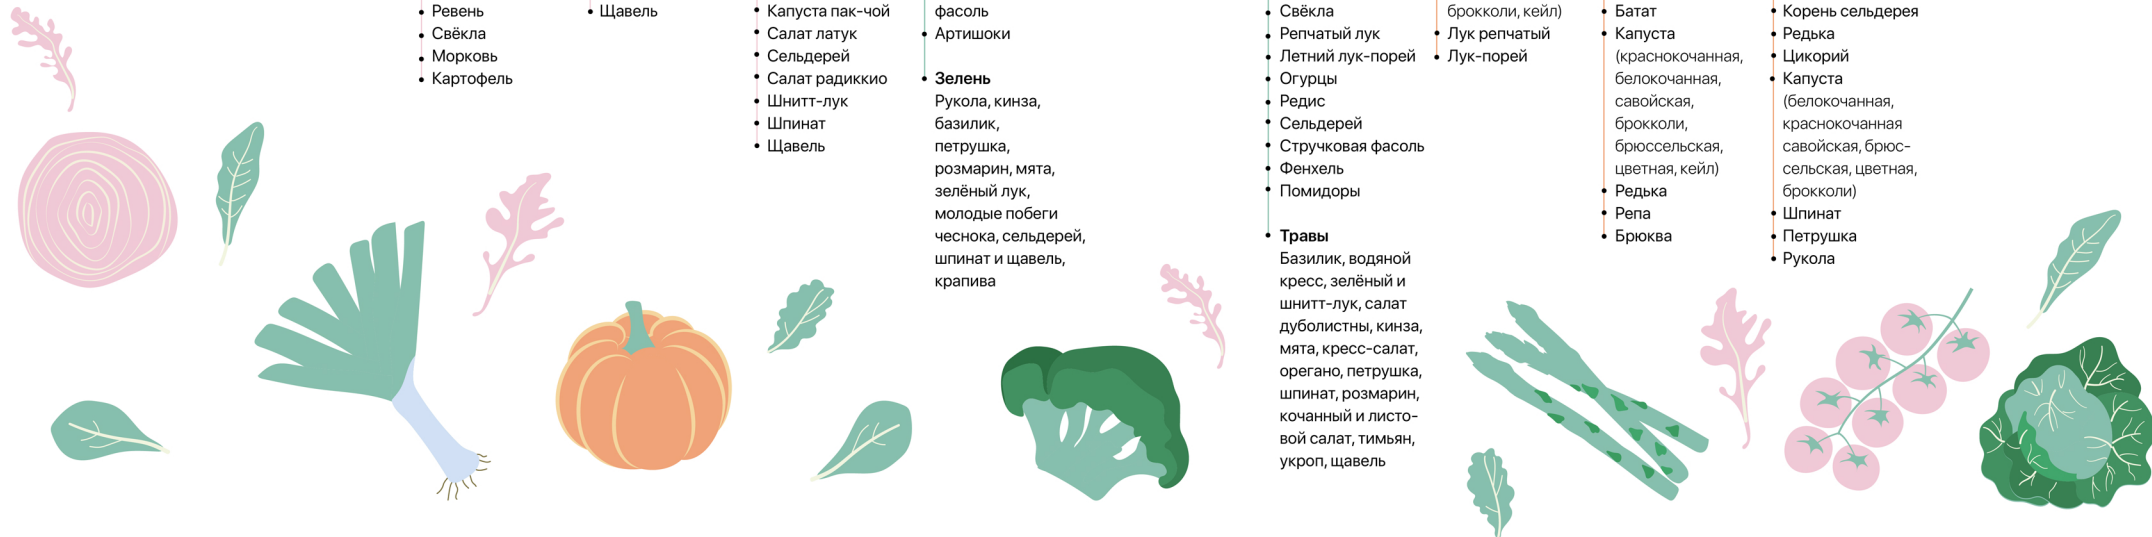 Ревень
Свёкла
Морковь
Картофель
Щавель
Капуста пак-чой
Салат латук
Сельдерей
Салат радиккио
Шнитт-лук
Шпинат
Щавель
фасоль
Артишоки
Зелень
Рукола, кинза,
базилик,
петрушка,
розмарин, мята,
зелёный лук,
молодые побеги
чеснока, сельдерей,
шпинат и щавель,
крапива
Свёкла
Репчатый лук
Летний лук-порей
Огурцы
Редис
Сельдерей
Стручковая фасоль
Фенхель
Помидоры
Травы
Базилик, водяной
кресс, зелёный и
шнитт-лук, салат
дуболистны, кинза,
мята, кресс-салат,
орегано, петрушка,
шпинат, розмарин,
кочанный и листо-
вой салат, тимьян,
укроп, щавель
брокколи, кейл)
Лук репчатый
Лук-порей
Батат
Капуста
(краснокочанная,
белокочанная,
савойская,
брокколи,
брюссельская,
цветная, кейл)
Редька
Репа
Брюква
Корень сельдерея
Редька
Цикорий
Капуста
(белокочанная,
краснокочанная
савойская, брюс-
сельская, цветная,
брокколи)
Шпинат
Петрушка
Рукола